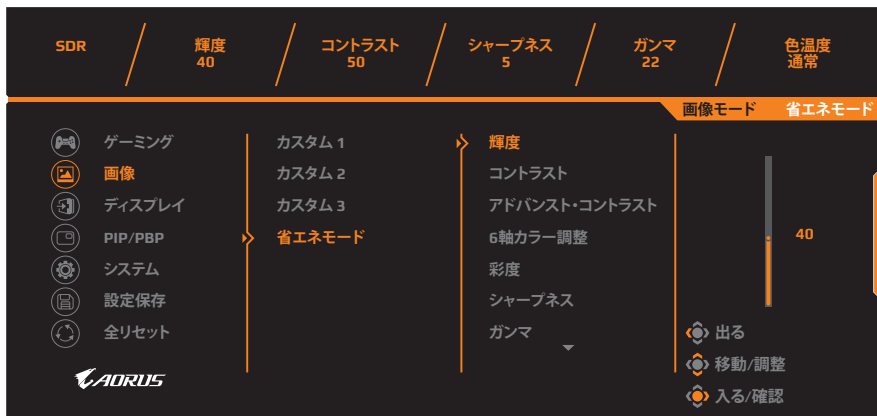 SDR
輝度
40
コントラスト
50
シャープネス
5
ガンマ
22
色温度
通常
画像モード 省エネモード
ゲーミング
画像
ディスプレイ
PIP/PBP
システム
設定保存
全リセット
カスタム 1
カスタム 2
カスタム 3
省エネモード
輝度
コントラスト
アドバンスト・コントラスト
6軸カラー調整
彩度
シャープネス
ガンマ
40
出る
移動/調整
入る/確認
AORUS